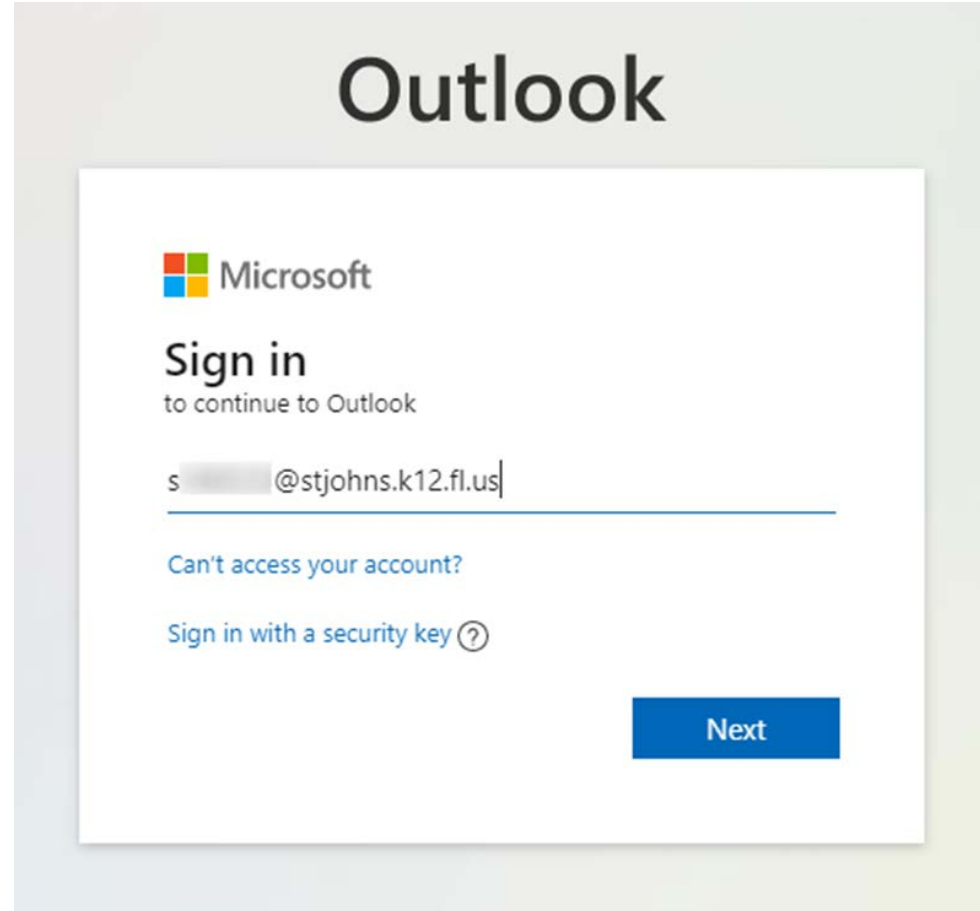 Outlook
Microsoft
Sign in
to continue to Outlook
s @stjohns.k12.fl.us
Can't access your account?
Sign in with a security key
Next